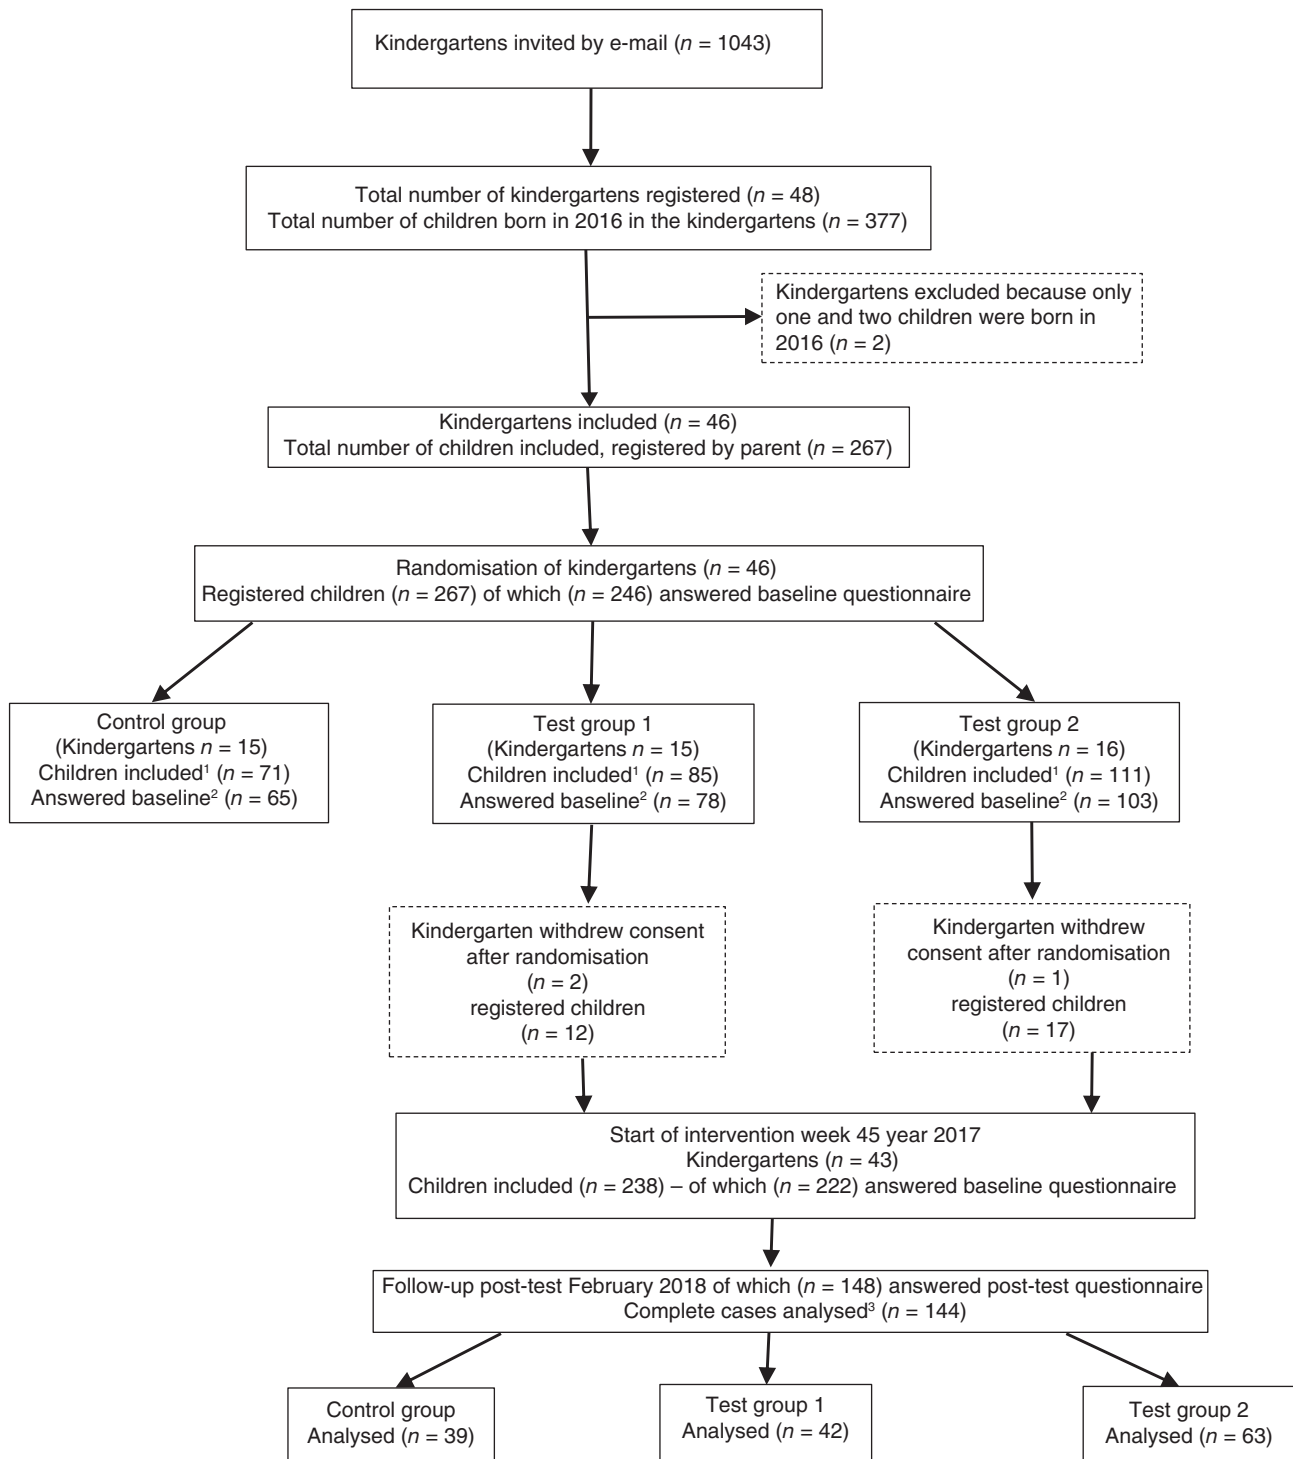 Kindergartens invited by e-mail (n = 1043)
Total number of kindergartens registered (n = 48)
Total number of children born in 2016 in the kindergartens (n = 377)
Kindergartens excluded because only
one and two children were born in
2016 (n = 2)
Kindergartens included (n = 46)
Total number of children included, registered by parent (n = 267)
Randomisation of kindergartens (n = 46)
Registered children (n = 267) of which (n = 246) answered baseline questionnaire
Control group
(Kindergartens n = 15)
Children included¹ (n = 71)
Answered baseline² (n = 65)
Test group 1
(Kindergartens n = 15)
Children included¹ (n = 85)
Answered baseline² (n = 78)
Test group 2
(Kindergartens n = 16)
Children included¹ (n = 111)
Answered baseline² (n = 103)
Kindergarten withdrew consent
after randomisation
(n = 2)
registered children
(n = 12)
Kindergarten withdrew
consent after randomisation
(n = 1)
registered children
(n = 17)
Start of intervention week 45 year 2017
Kindergartens (n = 43)
Children included (n = 238) – of which (n = 222) answered baseline questionnaire
Follow-up post-test February 2018 of which (n = 148) answered post-test questionnaire
Complete cases analysed³ (n = 144)
Control group
Analysed (n = 39)
Test group 1
Analysed (n = 42)
Test group 2
Analysed (n = 63)